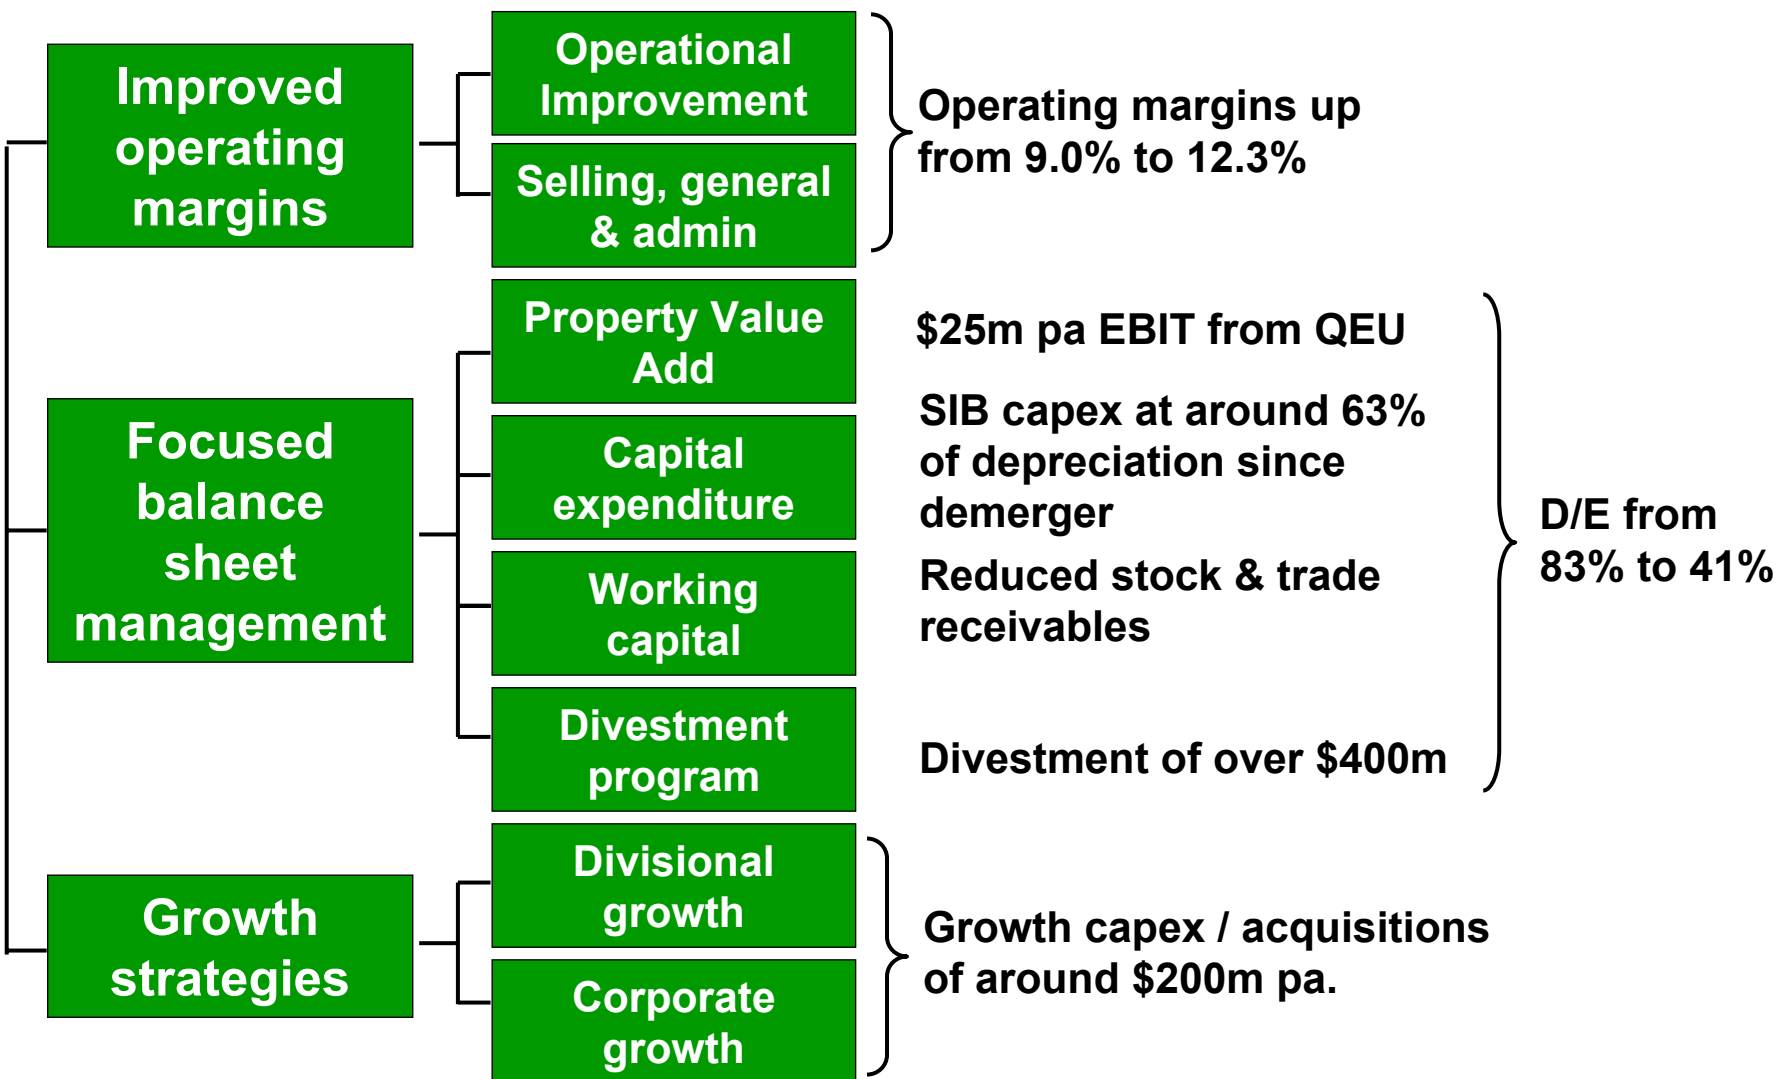 Improved
operating
margins
Operational
Improvement
Selling, general
& admin
Operating margins up
from 9.0% to 12.3%
Focused
balance
sheet
management
Property Value
Add
$25m pa EBIT from QEU
Capital
expenditure
SIB capex at around 63%
of depreciation since
demerger
Working
capital
Reduced stock & trade
receivables
Divestment
program
Divestment of over $400m
D/E from
83% to 41%
Growth
strategies
Divisional
growth
Corporate
growth
Growth capex / acquisitions
of around $200m pa.